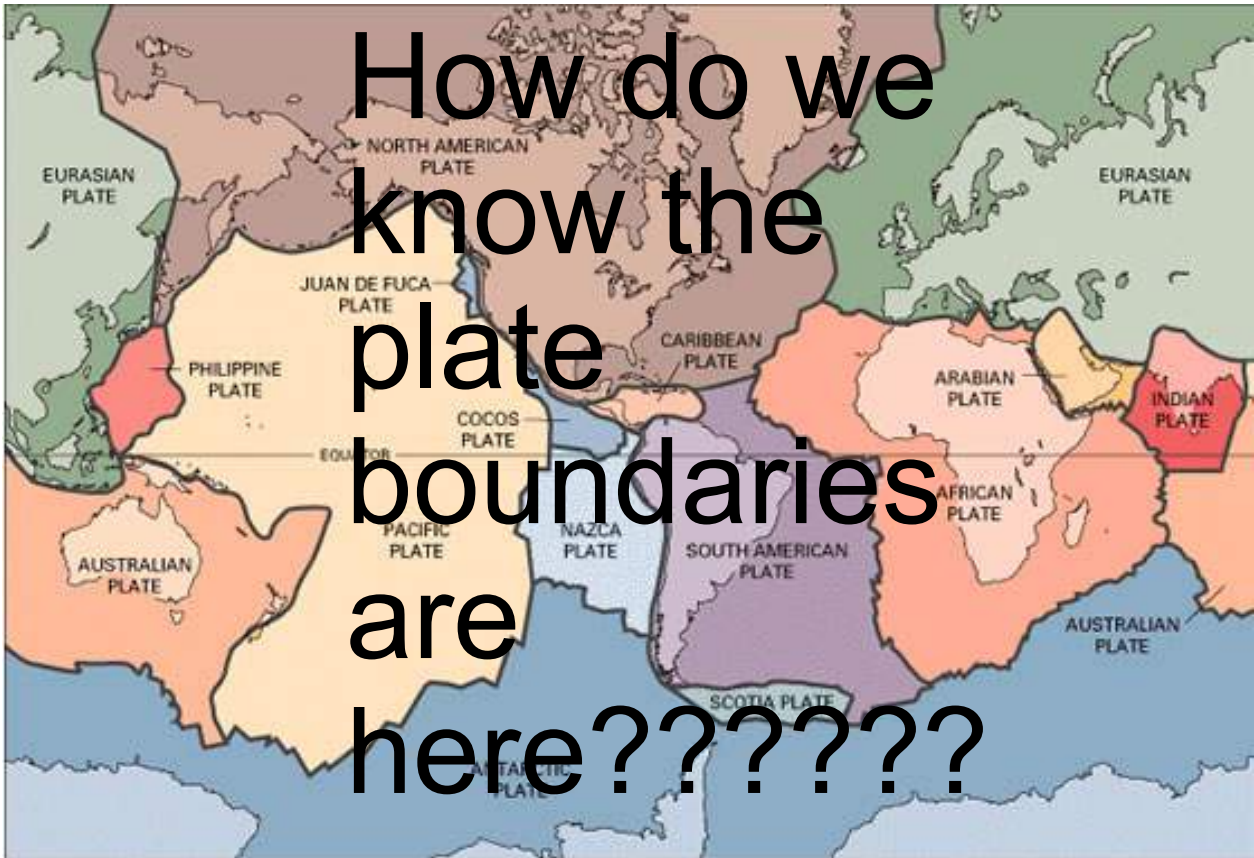 How do we
know the
plate
boundaries
are
here??????
NORTH AMERICAN
PLATE
EURASIAN
PLATE
EURASIAN
PLATE
JUAN DE FUCA
PLATE
CARIBBEAN
PLATE
PHILIPPINE
PLATE
ARABIAN
PLATE
INDIAN
PLATE
COCOS
PLATE
EQUATOR
AFRICAN
PLATE
PACIFIC
PLATE
NAZCA
PLATE
SOUTH AMERICAN
PLATE
AUSTRALIAN
PLATE
AUSTRALIAN
PLATE
SCOTIA PLATE
ANTARCTIC
PLATE